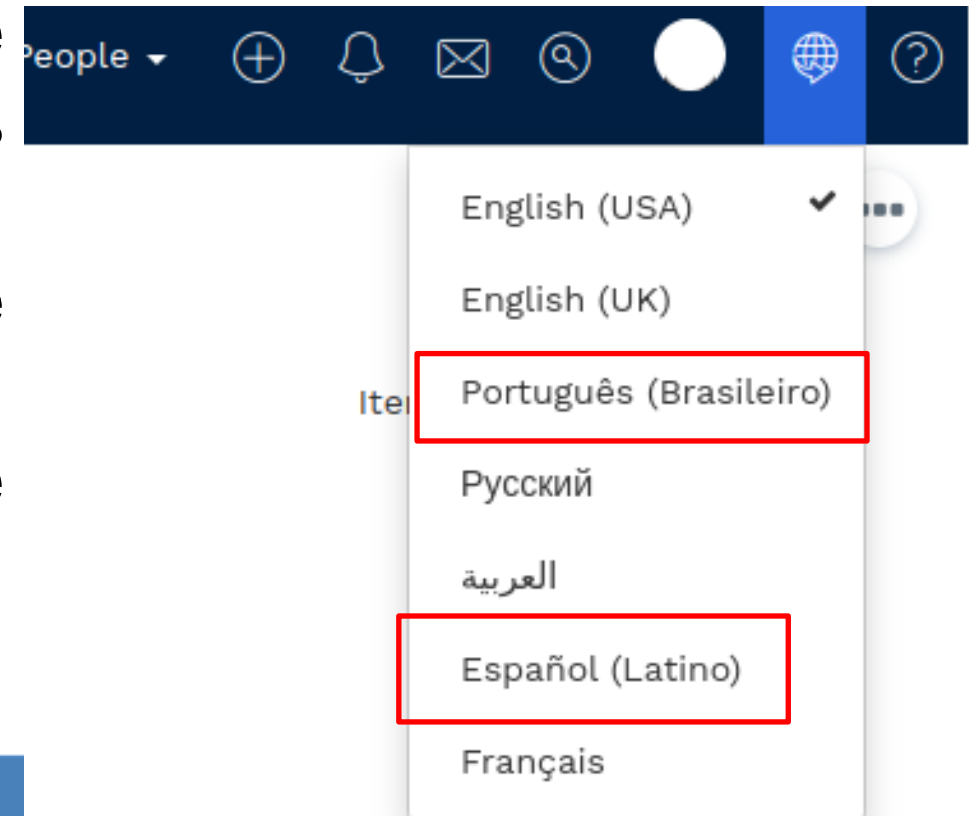 People
English (USA)
English (UK)
Português (Brasileiro)
Русский
العربية
Español (Latino)
Français